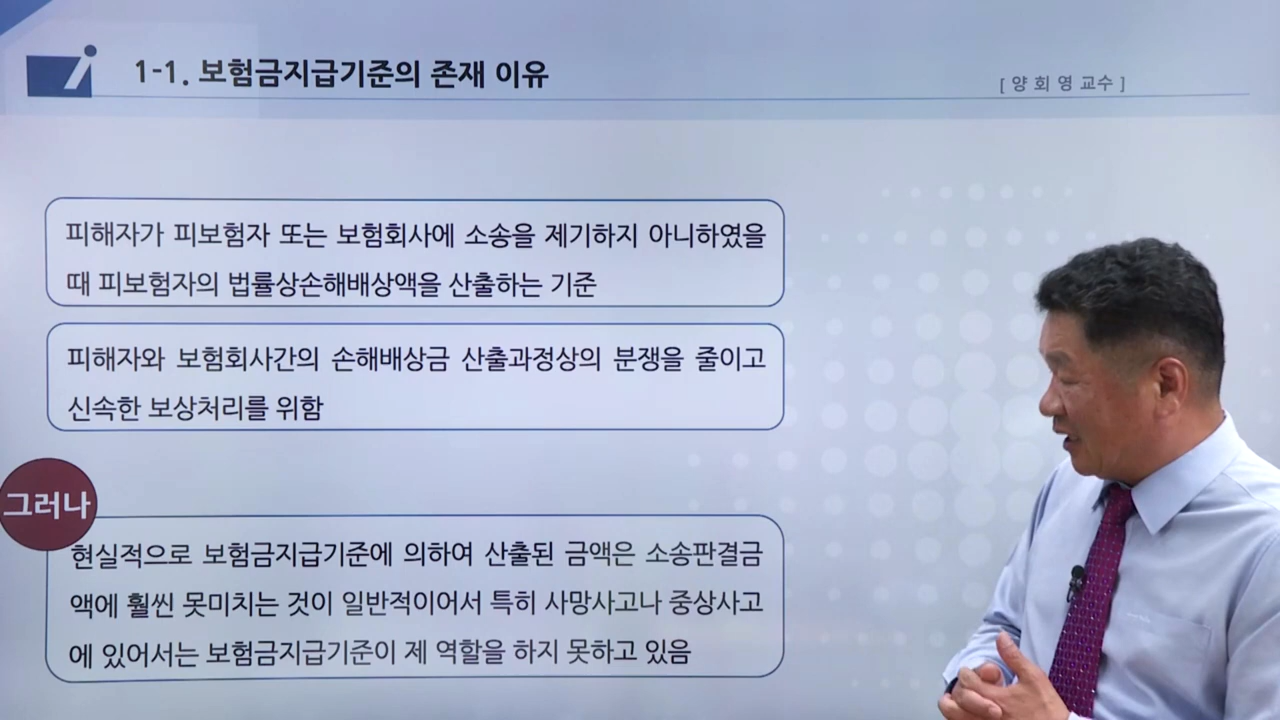 1-1. 보험금지급기준의 존재 이유
[ 양 회 영 교수 ]
피해자가 피보험자 또는 보험회사에 소송을 제기하지 아니하였을
때 피보험자의 법률상손해배상액을 산출하는 기준
피해자와 보험회사간의 손해배상금 산출과정상의 분쟁을 줄이고
신속한 보상처리를 위함
그러나
현실적으로 보험금지급기준에 의하여 산출된 금액은 소송판결금
액에 훨씬 못미치는 것이 일반적이어서 특히 사망사고나 중상사고
에 있어서는 보험금지급기준이 제 역할을 하지 못하고 있음